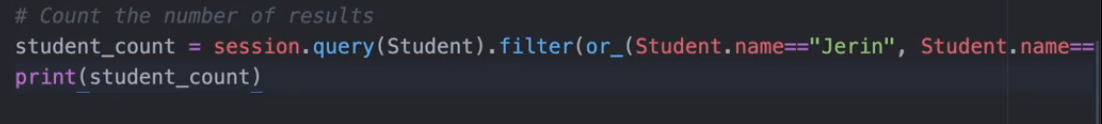 # Count the number of results
student_count = session.query(Student).filter(or_(Student.name=="Jerin", Student.name==
print(student_count)